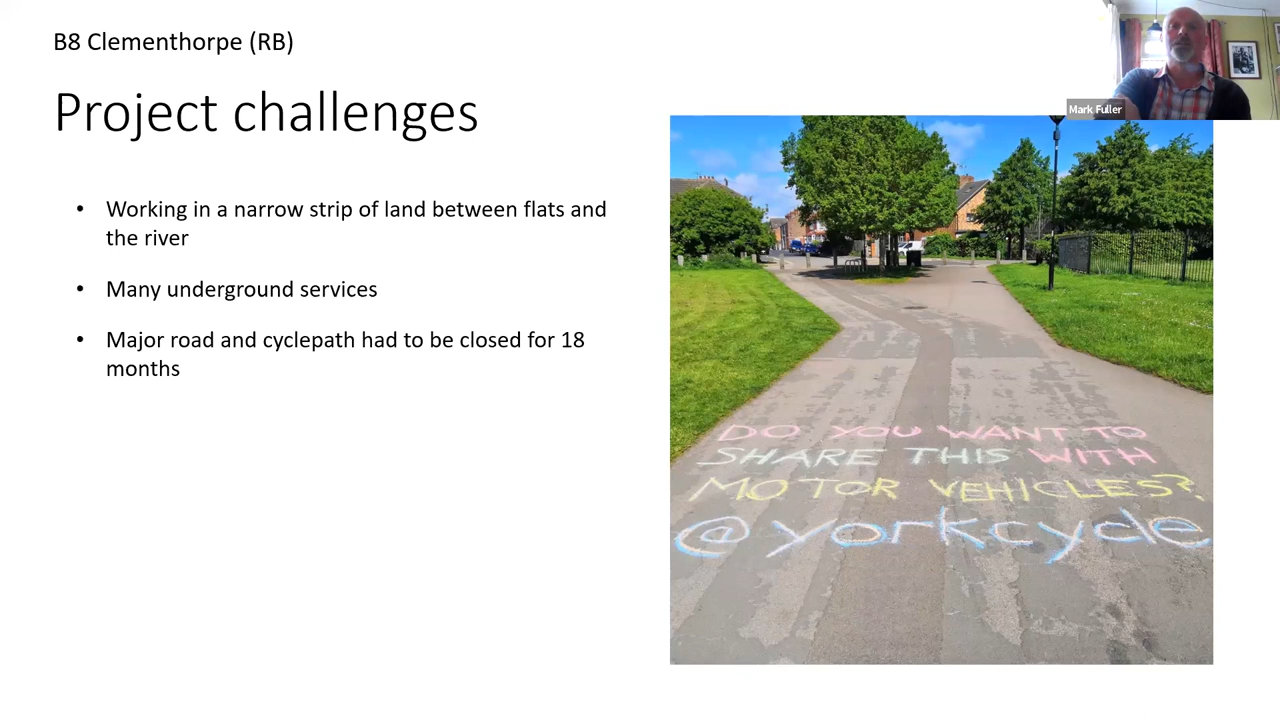 B8 Clementhorpe (RB)
Project challenges
• Working in a narrow strip of land between flats and
the river
• Many underground services
• Major road and cyclepath had to be closed for 18
months
Mark Fuller
DO YOU WANT TO
SHARE THIS WITH
MOTOR VEHICLES?
@yorkcycle